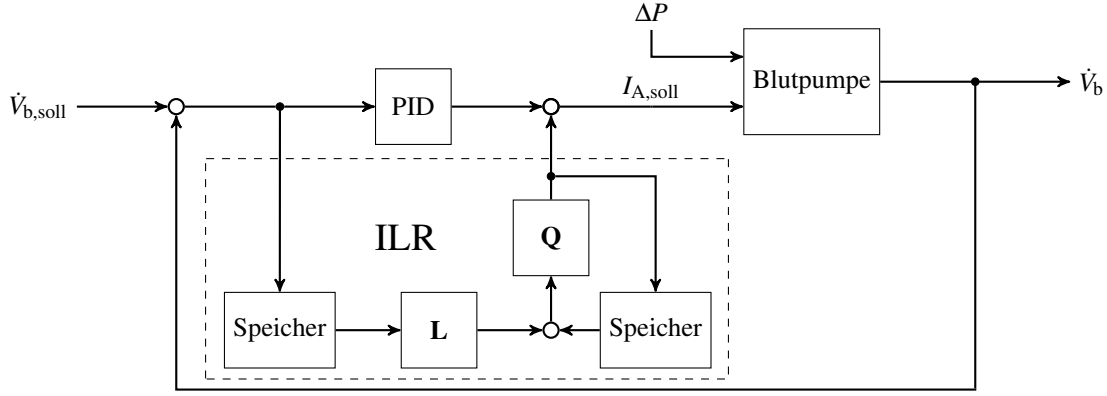 ΔP
Blutpumpe
V̇b,soll
PID
IA,soll
V̇b
ILR
Q
Speicher
L
Speicher